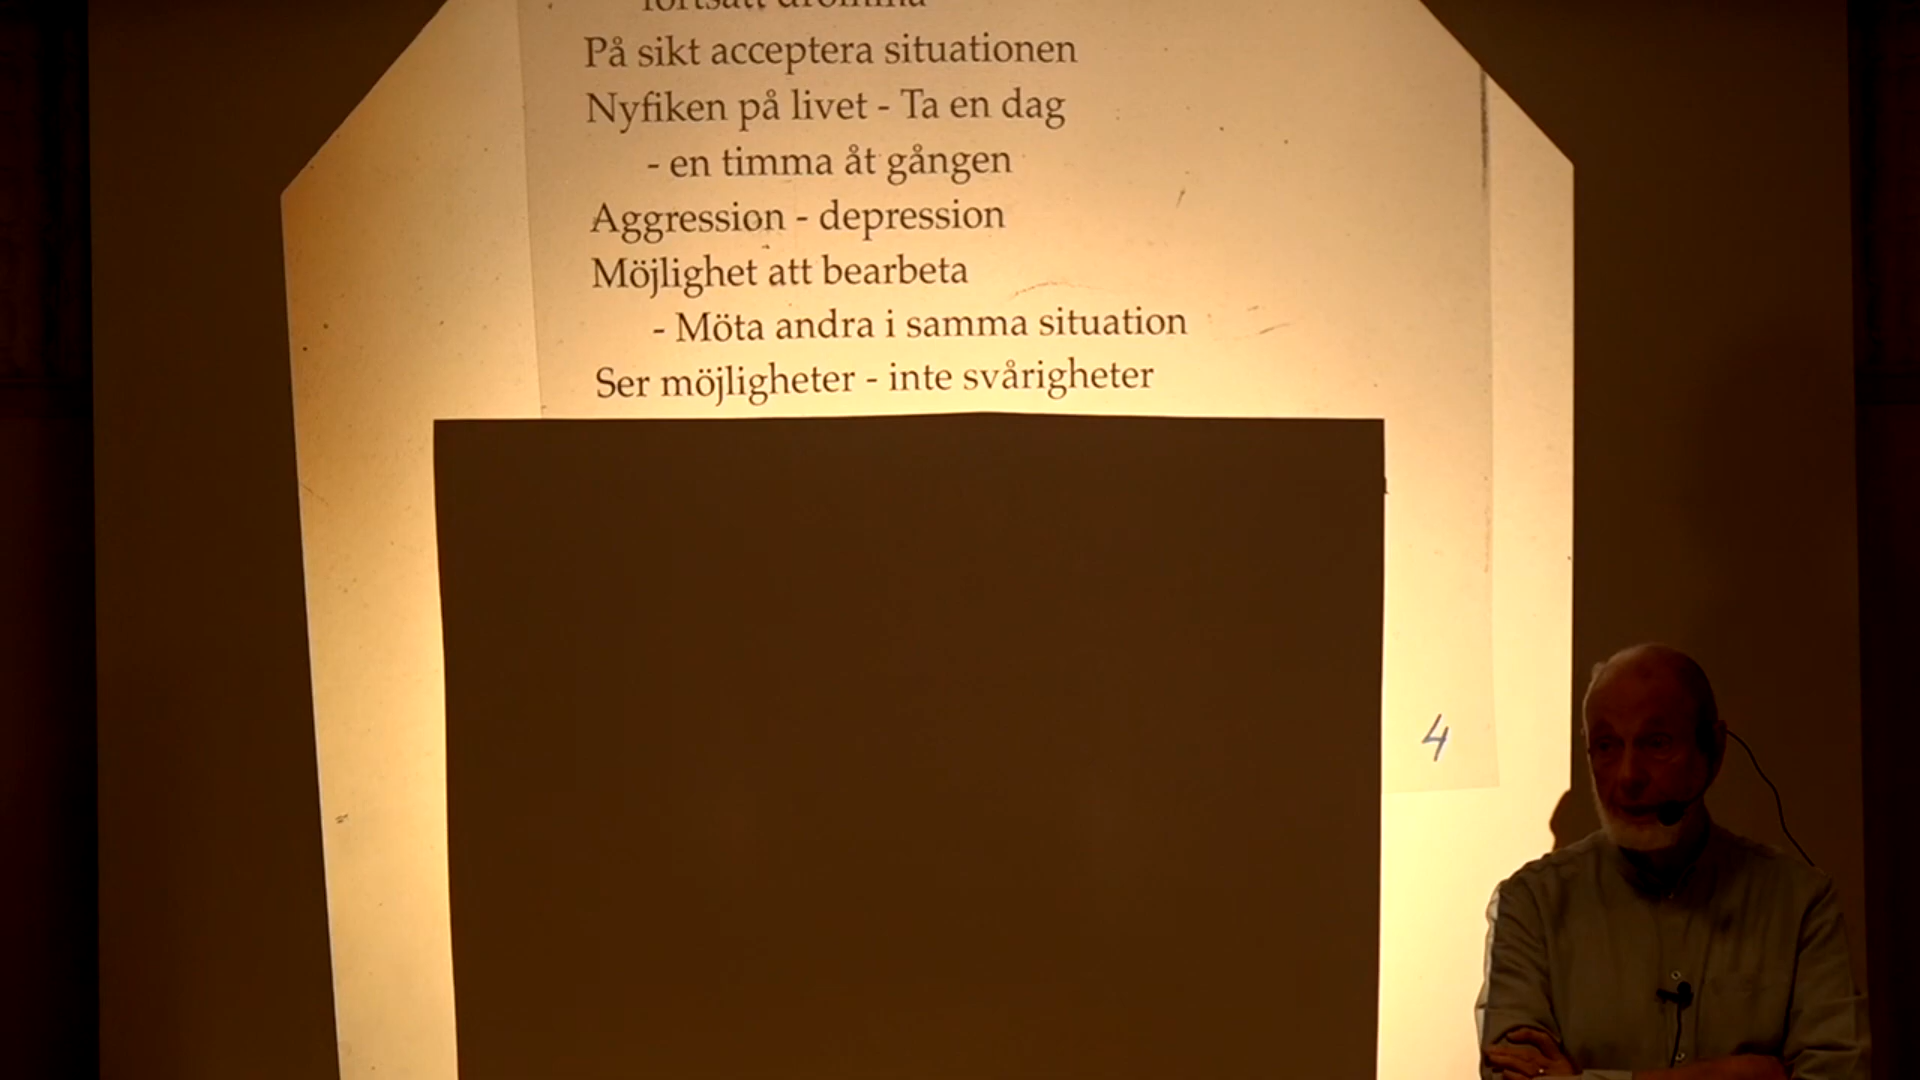 På sikt acceptera situationen
Nyfiken på livet - Ta en dag
- en timma åt gången
Aggression - depression
Möjlighet att bearbeta
- Möta andra i samma situation
Ser möjligheter - inte svårigheter
4